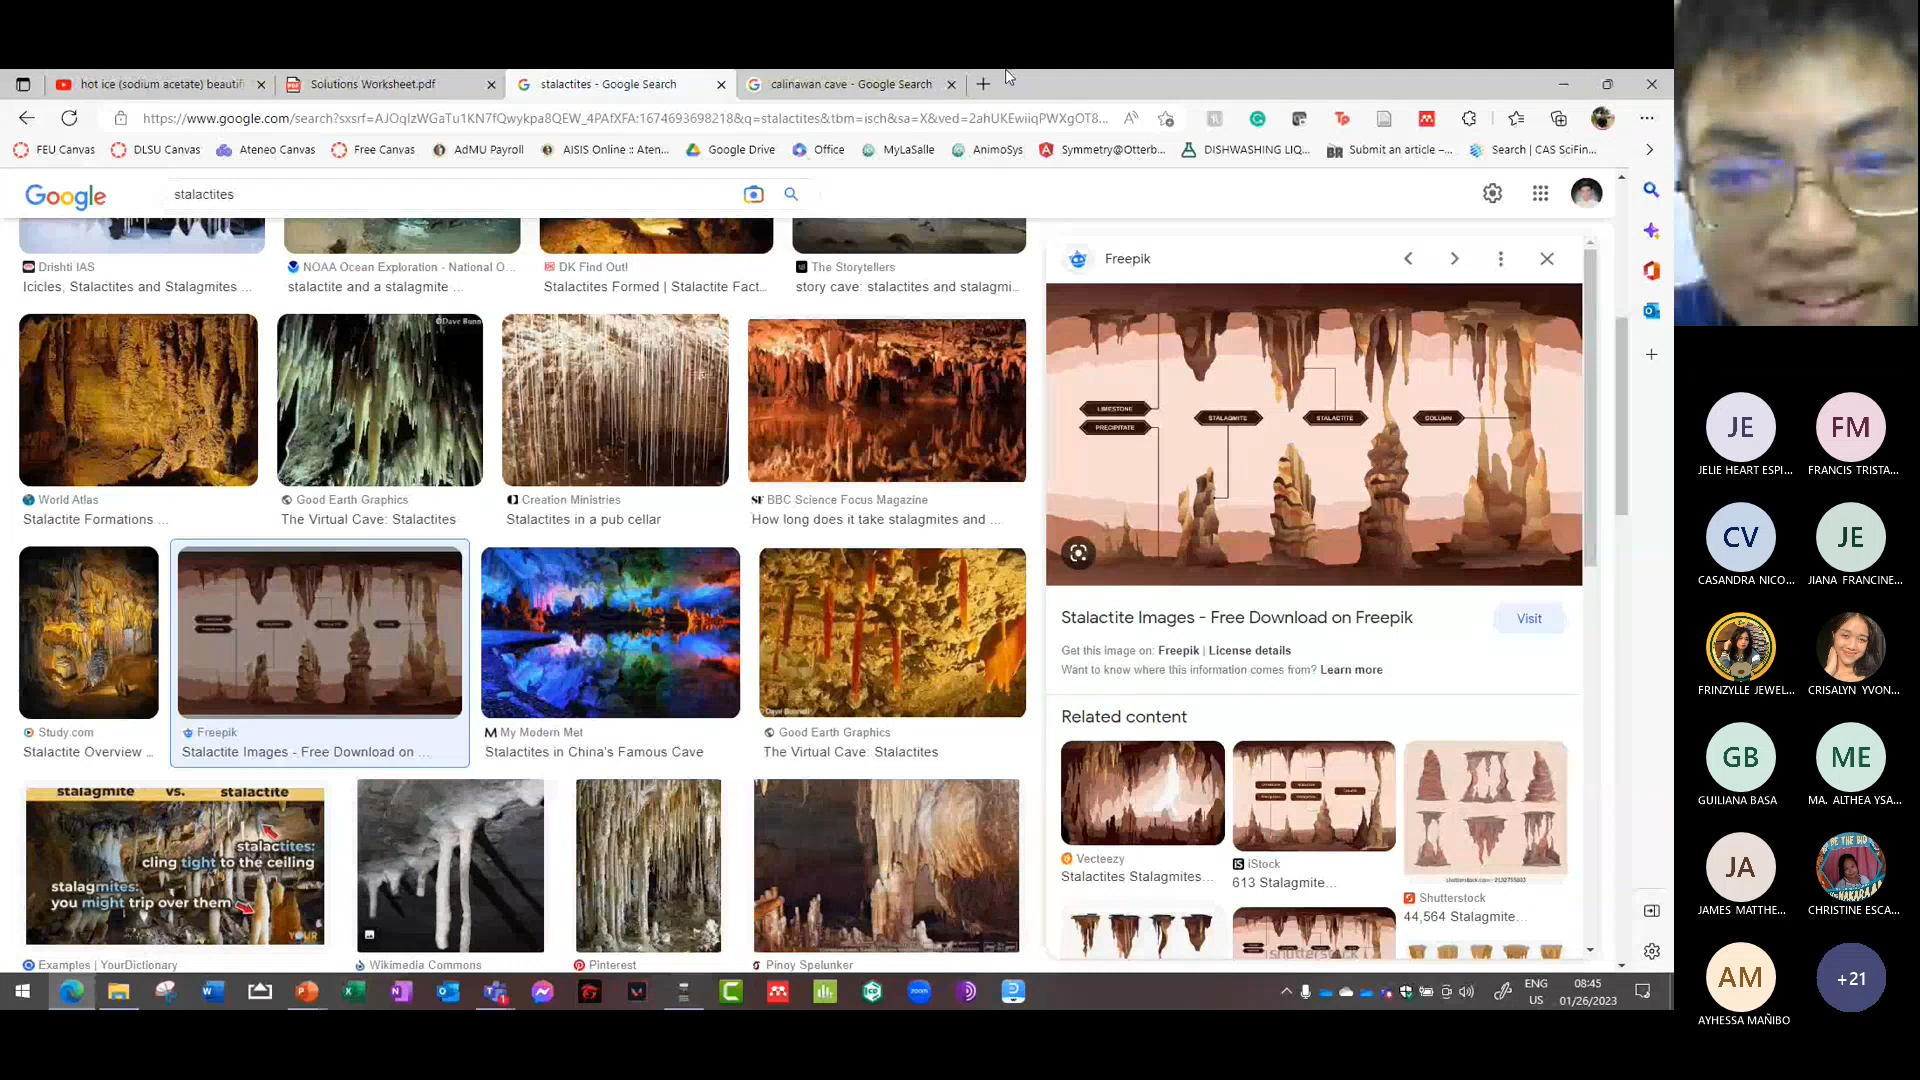 hot ice (sodium acetate) beautif
Solutions Worksheet.pdf
stalactites - Google Search
calinawan cave - Google Search
https://www.google.com/search?sxsrf=AJOqlzWGaTu1KN7fQwykpa8QEW_4PAfXFA:1674693698218&q=stalactites&tbm=isch&sa=X&ved=2ahUKEwiiqPWXgOT8...
FEU Canvas
DLSU Canvas
Ateneo Canvas
Free Canvas
AdMU Payroll
AISIS Online :: Aten...
Google Drive
Office
MyLaSalle
AnimoSys
Symmetry@Otterb...
DISHWASHING LIQ...
Submit an article –...
Search | CAS SciFin...
Google
stalactites
Drishti IAS
Icicles, Stalactites and Stalagmites ...
NOAA Ocean Exploration - National O...
stalactite and a stalagmite ...
DK Find Out!
Stalactites Formed | Stalactite Fact...
The Storytellers
story cave: stalactites and stalagmi...
World Atlas
Stalactite Formations ...
Good Earth Graphics
The Virtual Cave: Stalactites
Creation Ministries
Stalactites in a pub cellar
BBC Science Focus Magazine
How long does it take stalagmites and ...
Study.com
Stalactite Overview ...
Freepik
Stalactite Images - Free Download on ...
My Modern Met
Stalactites in China's Famous Cave
Good Earth Graphics
The Virtual Cave: Stalactites
stalagmite vs. stalactite
stalactites:
cling tight to the ceiling
stalagmites:
you might trip over them
YOUR
Examples | YourDictionary
Wikimedia Commons
Pinterest
Pinoy Spelunker
Freepik
LIMESTONE
PRECIPITATE
STALAGMITE
STALACTITE
COLUMN
Stalactite Images - Free Download on Freepik
Visit
Get this image on: Freepik | License details
Want to know where this information comes from? Learn more
Related content
Vecteezy
Stalactites Stalagmites...
iStock
613 Stalagmite...
Shutterstock
44,564 Stalagmite...
shutterstock
ENG
US
08:45
01/26/2023
JE
JELIE HEART ESPI...
FM
FRANCIS TRISTA...
CV
CASANDRA NICO...
JE
JIANA FRANCINE...
FRINZYLLE JEWEL...
CRISALYN YVON...
GB
GUILIANA BASA
ME
MA. ALTHEA YSA...
JA
JAMES MATTHE...
CHRISTINE ESCA...
AM
AYHESSA MAÑIBO
+21